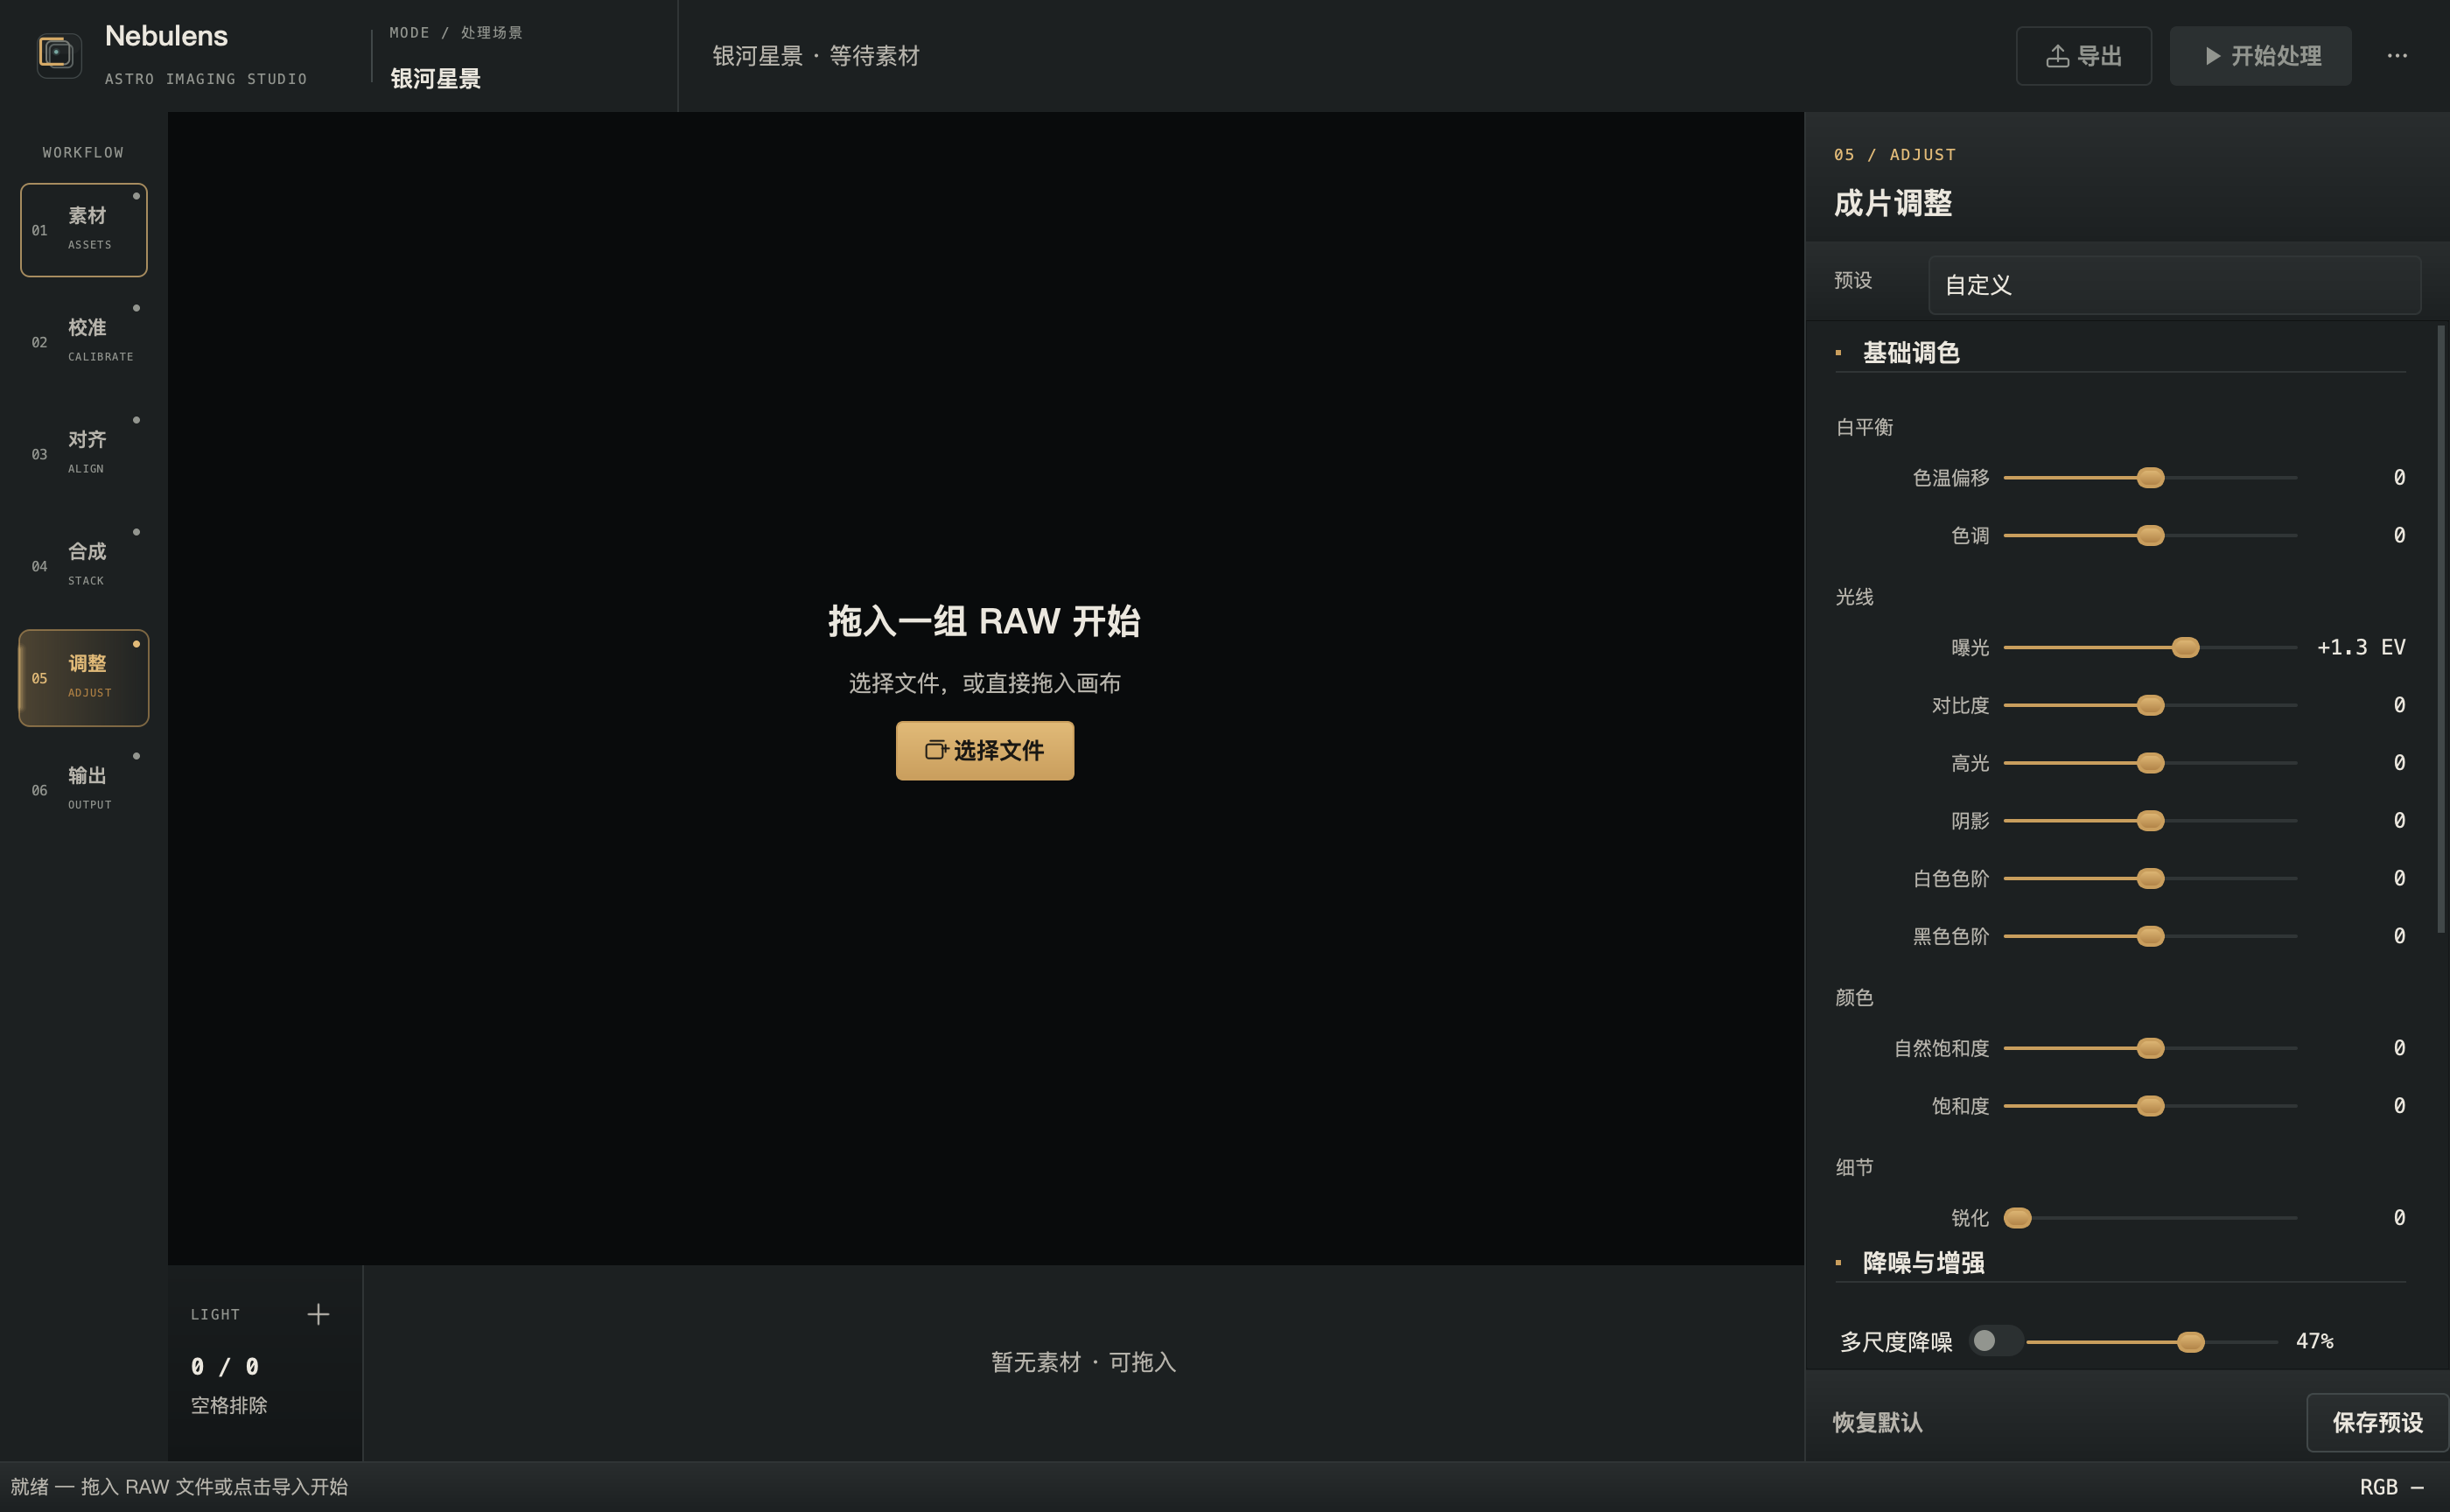 Nebulens
ASTRO IMAGING STUDIO
MODE / 处理场景
银河星景
银河星景 · 等待素材
导出
开始处理
···
WORKFLOW
01
素材
ASSETS
02
校准
CALIBRATE
03
对齐
ALIGN
04
合成
STACK
05
调整
ADJUST
06
输出
OUTPUT
拖入一组 RAW 开始
选择文件，或直接拖入画布
选择文件
LIGHT
0 / 0
空格排除
暂无素材 · 可拖入
05 / ADJUST
成片调整
预设 自定义
基础调色
白平衡
色温偏移 0
色调 0
光线
曝光 +1.3 EV
对比度 0
高光 0
阴影 0
白色色阶 0
黑色色阶 0
颜色
自然饱和度 0
饱和度 0
细节
锐化 0
降噪与增强
多尺度降噪 47%
恢复默认 保存预设
就绪 — 拖入 RAW 文件或点击导入开始
RGB —